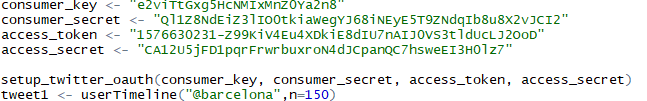 consumer_key <- "e2viTtGxg5HcNMIxMnZOYa2n8"
consumer_secret <- "Ql1Z8NdEiZ3lIOOtkiaWegYJ68iNEyE5T9ZNdqIb8u8X2vJCI2"
access_token <- "1576630231-Z99KiV4Eu4XDkiE8dIU7nAIJOVS3tldUcLJ2OoD"
access_secret <- "CA12U5jFD1pqrFrwrbuxroN4dJCpanQC7hsweEI3HOlz7"
setup_twitter_oauth(consumer_key, consumer_secret, access_token, access_secret)
tweet1 <- userTimeline("@barcelona",n=150)